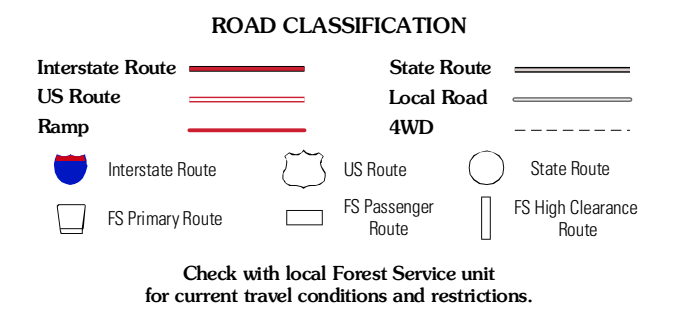 ROAD CLASSIFICATION
Interstate Route
State Route
US Route
Local Road
Ramp
4WD
Interstate Route
US Route
State Route
FS Primary Route
FS Passenger
Route
FS High Clearance
Route
Check with local Forest Service unit
for current travel conditions and restrictions.